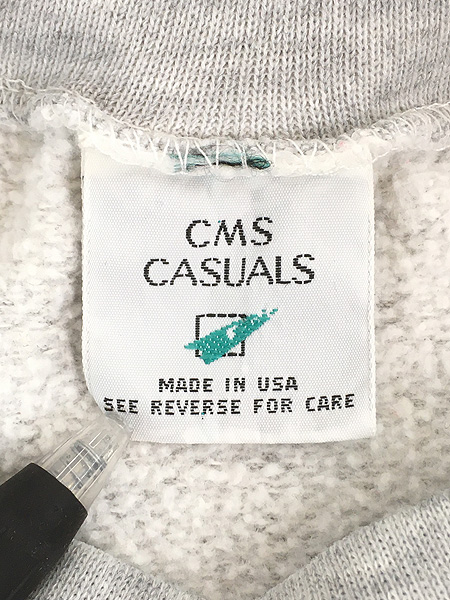 CMS
CASUALS
MADE IN USA
SEE REVERSE FOR CARE